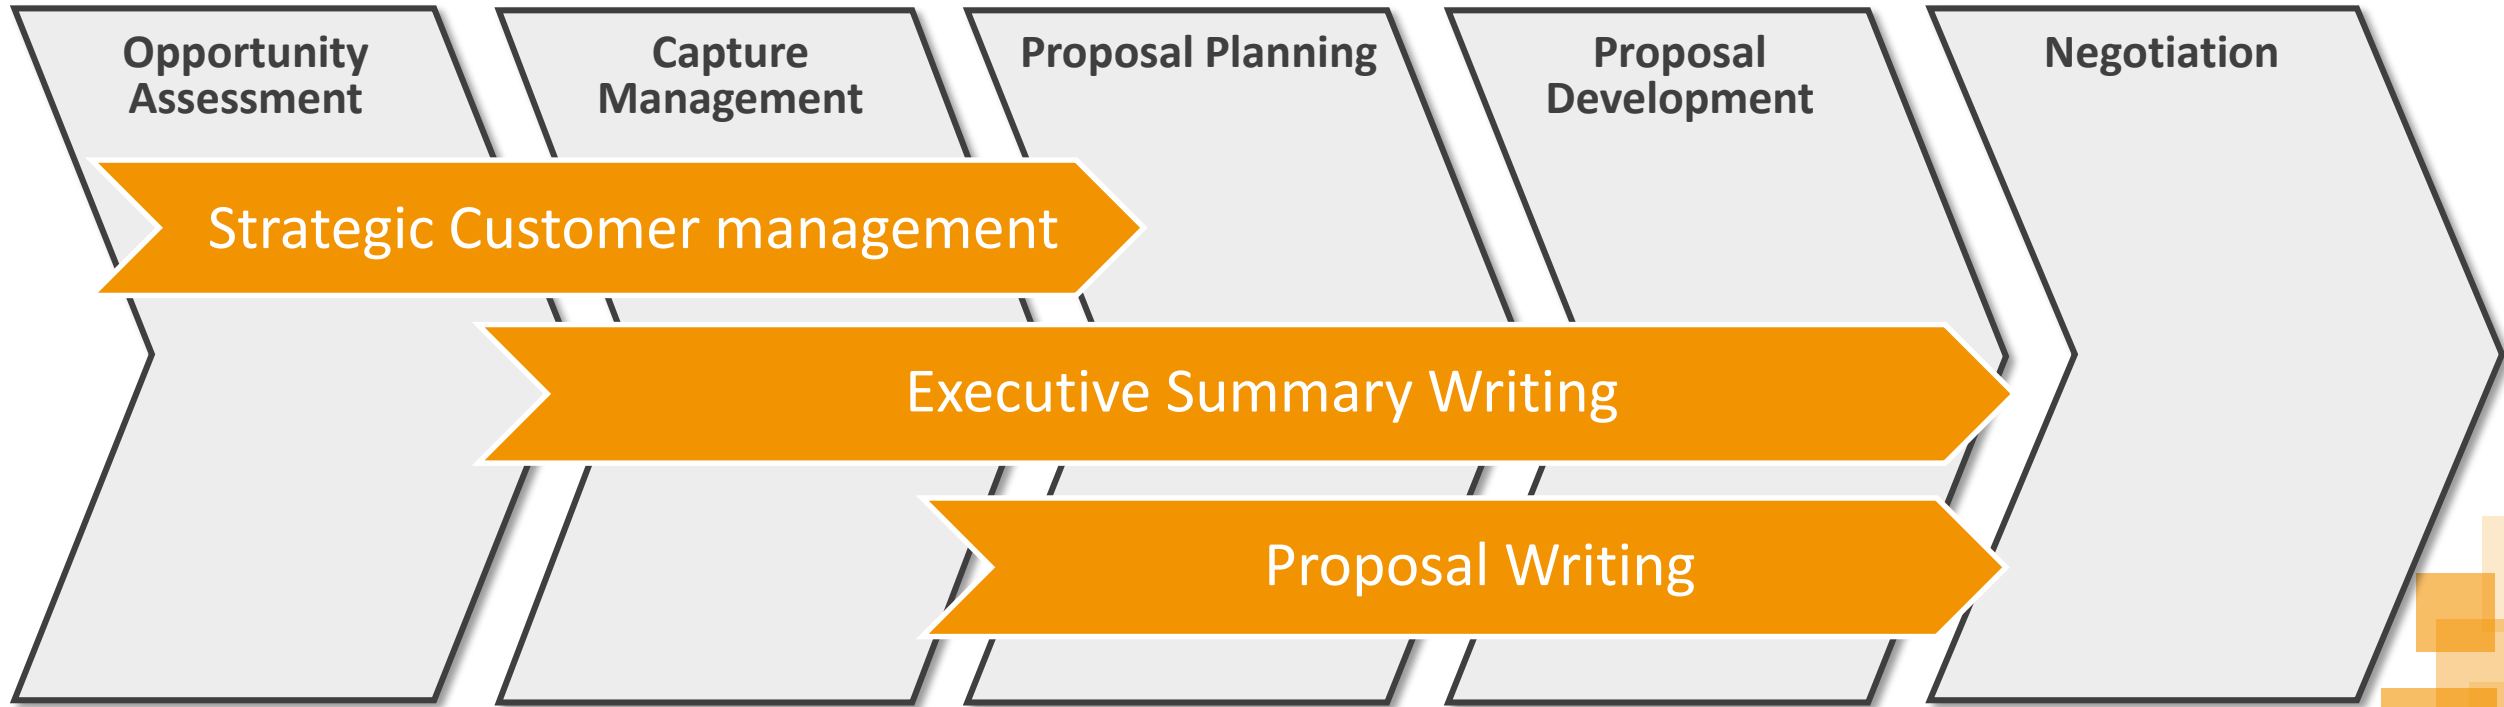 Opportunity
Assessment
Capture
Management
Proposal Planning
Proposal
Development
Negotiation
Strategic Customer management
Executive Summary Writing
Proposal Writing